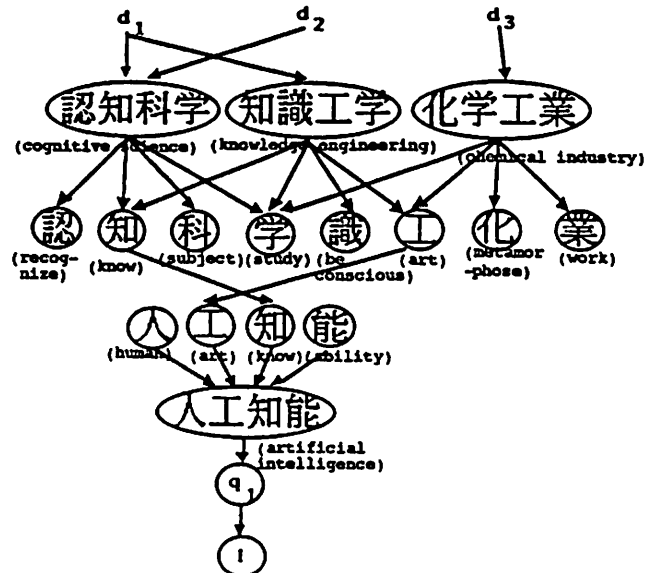 d1 d2 d3
認知科学 知識工学 化学工業
(cognitive science) (knowledge engineering) (chemical industry)
認 知 科 学 識 工 化 業
(recog-nize) (know) (subject) (study) (be conscious) (art) (metamor-phose) (work)
人 工 知 能
(human) (art) (know) (ability)
人工知能
(artificial
intelligence)
q1
I